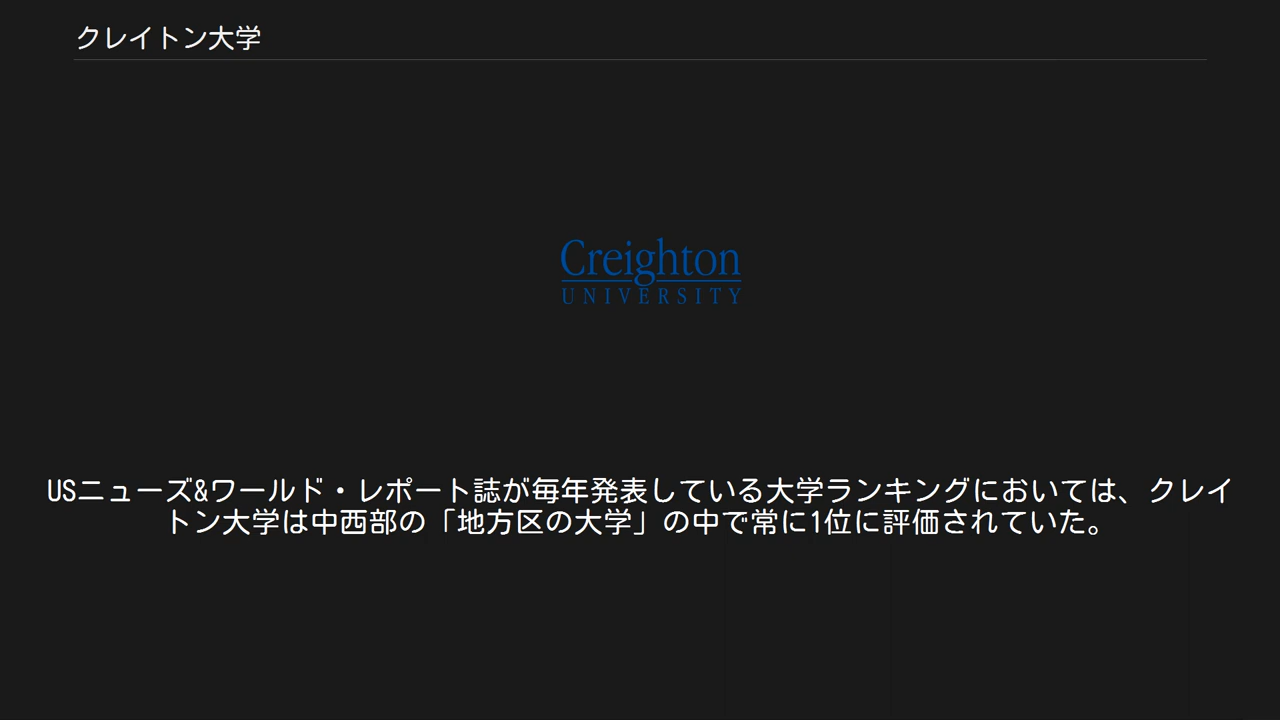 クレイトン大学
Creighton
UNIVERSITY
USニューズ&ワールド・レポート誌が毎年発表している大学ランキングにおいては、クレイ
トン大学は中西部の「地方区の大学」の中で常に1位に評価されていた。